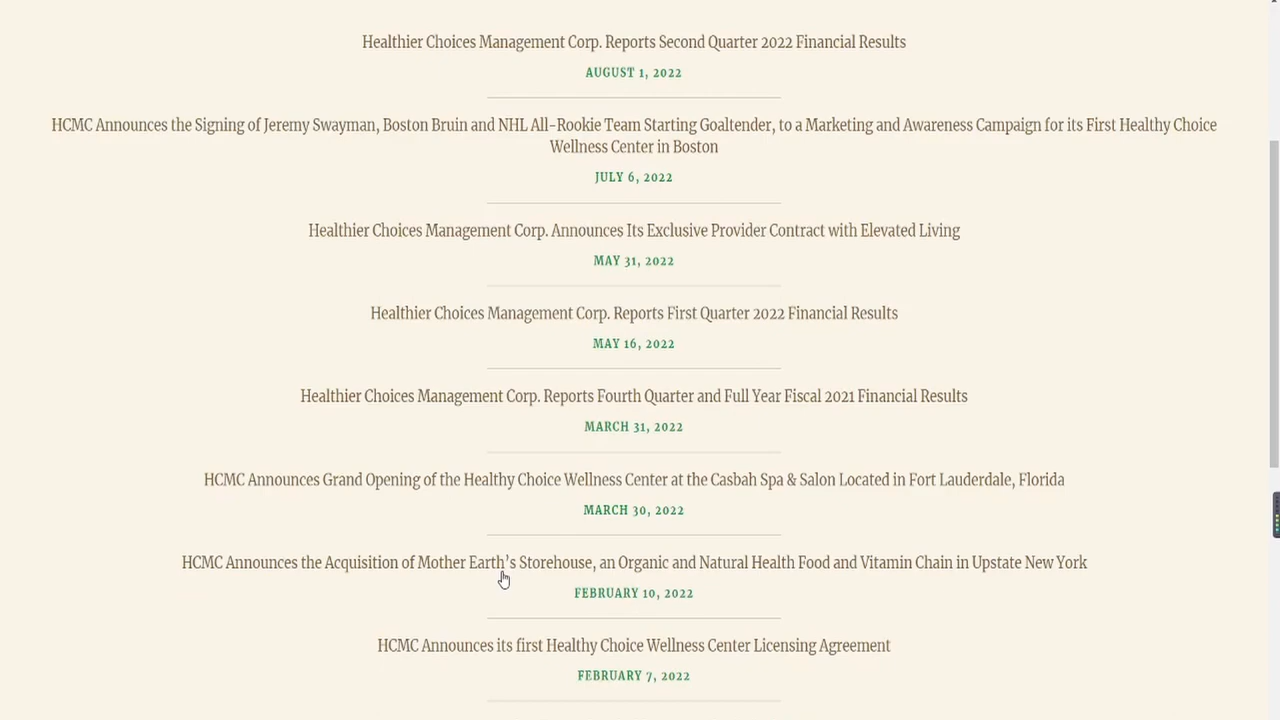 Healthier Choices Management Corp. Reports Second Quarter 2022 Financial Results
AUGUST 1, 2022
HCMC Announces the Signing of Jeremy Swayman, Boston Bruin and NHL All-Rookie Team Starting Goaltender, to a Marketing and Awareness Campaign for its First Healthy Choice
Wellness Center in Boston
JULY 6, 2022
Healthier Choices Management Corp. Announces Its Exclusive Provider Contract with Elevated Living
MAY 31, 2022
Healthier Choices Management Corp. Reports First Quarter 2022 Financial Results
MAY 16, 2022
Healthier Choices Management Corp. Reports Fourth Quarter and Full Year Fiscal 2021 Financial Results
MARCH 31, 2022
HCMC Announces Grand Opening of the Healthy Choice Wellness Center at the Casbah Spa & Salon Located in Fort Lauderdale, Florida
MARCH 30, 2022
HCMC Announces the Acquisition of Mother Earth’s Storehouse, an Organic and Natural Health Food and Vitamin Chain in Upstate New York
FEBRUARY 10, 2022
HCMC Announces its first Healthy Choice Wellness Center Licensing Agreement
FEBRUARY 7, 2022